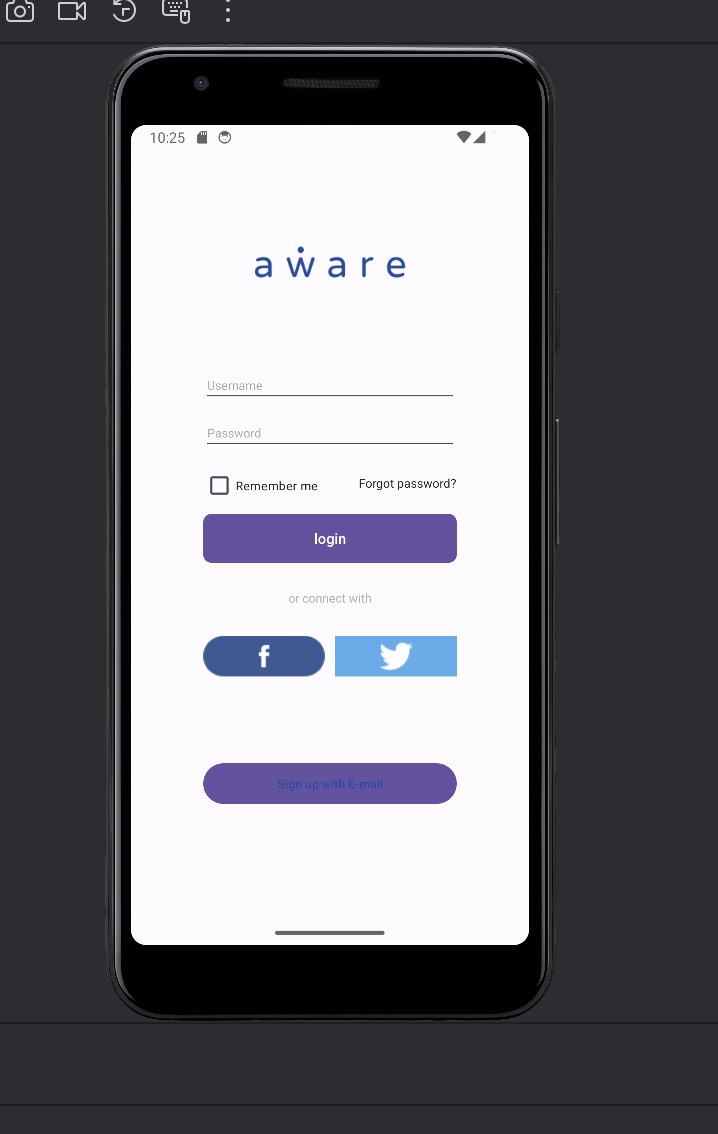 10:25
aware
Username
Password
Remember me
Forgot password?
login
or connect with
f
Sign up with E-mail